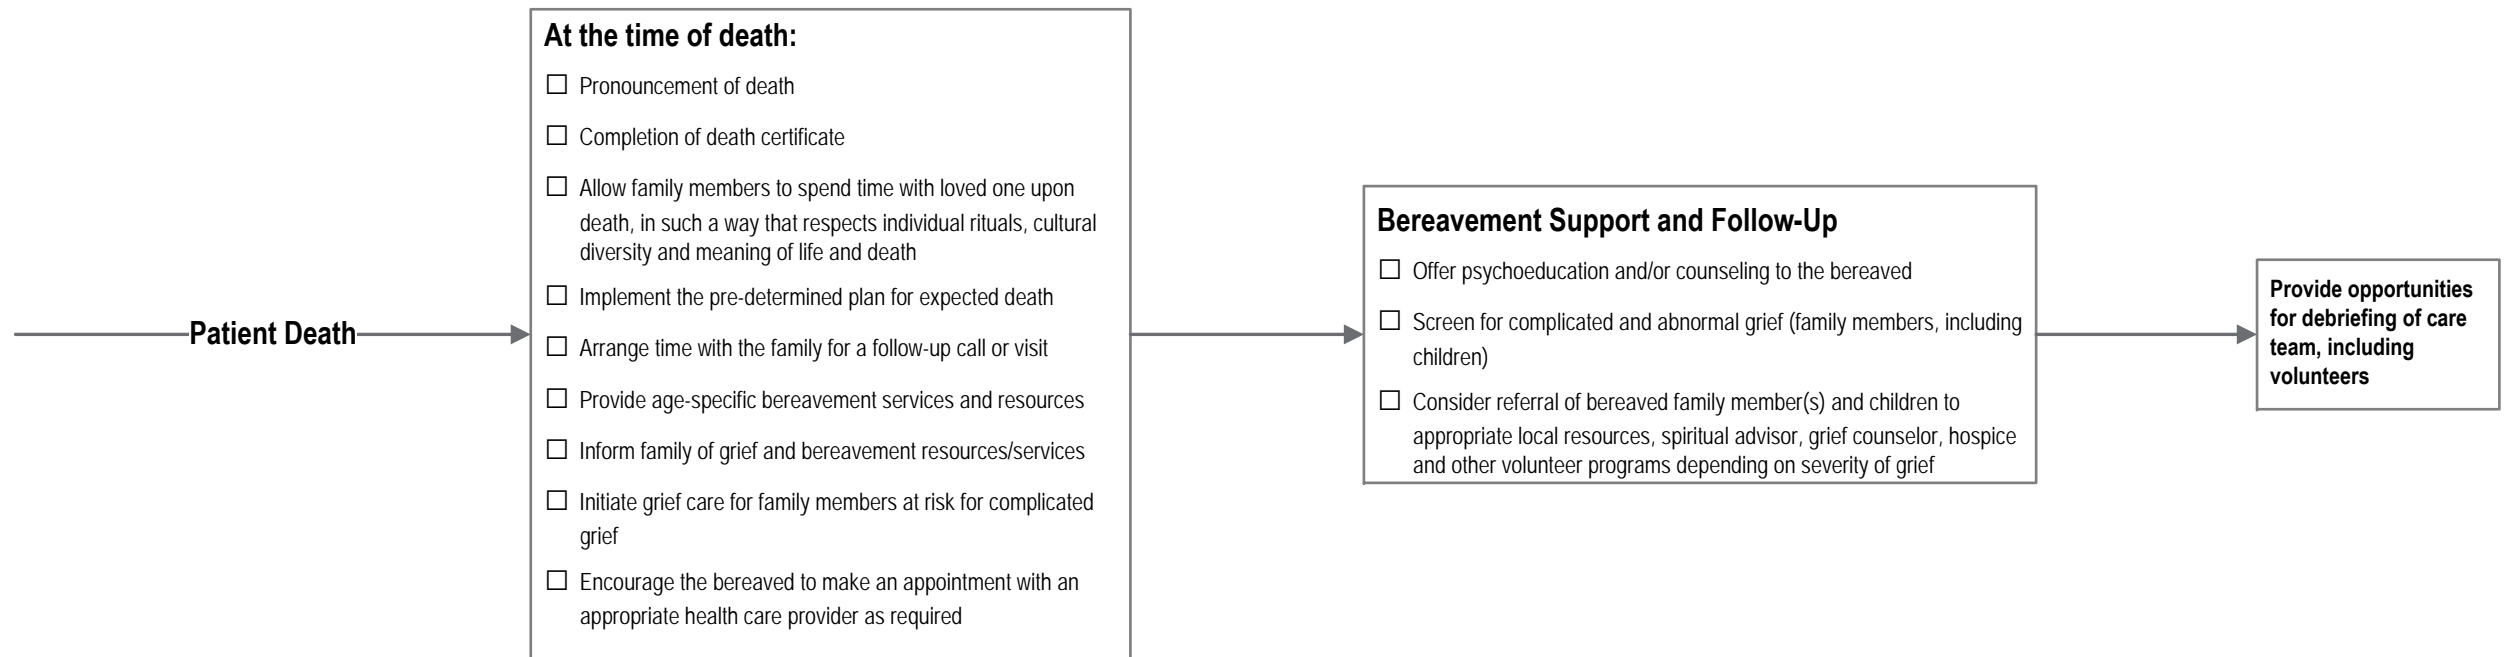 Patient Death
At the time of death:
☐ Pronouncement of death
☐ Completion of death certificate
☐ Allow family members to spend time with loved one upon
death, in such a way that respects individual rituals, cultural
diversity and meaning of life and death
☐ Implement the pre-determined plan for expected death
☐ Arrange time with the family for a follow-up call or visit
☐ Provide age-specific bereavement services and resources
☐ Inform family of grief and bereavement resources/services
☐ Initiate grief care for family members at risk for complicated
grief
☐ Encourage the bereaved to make an appointment with an
appropriate health care provider as required
Bereavement Support and Follow-Up
☐ Offer psychoeducation and/or counseling to the bereaved
☐ Screen for complicated and abnormal grief (family members, including
children)
☐ Consider referral of bereaved family member(s) and children to
appropriate local resources, spiritual advisor, grief counselor, hospice
and other volunteer programs depending on severity of grief
Provide opportunities
for debriefing of care
team, including
volunteers